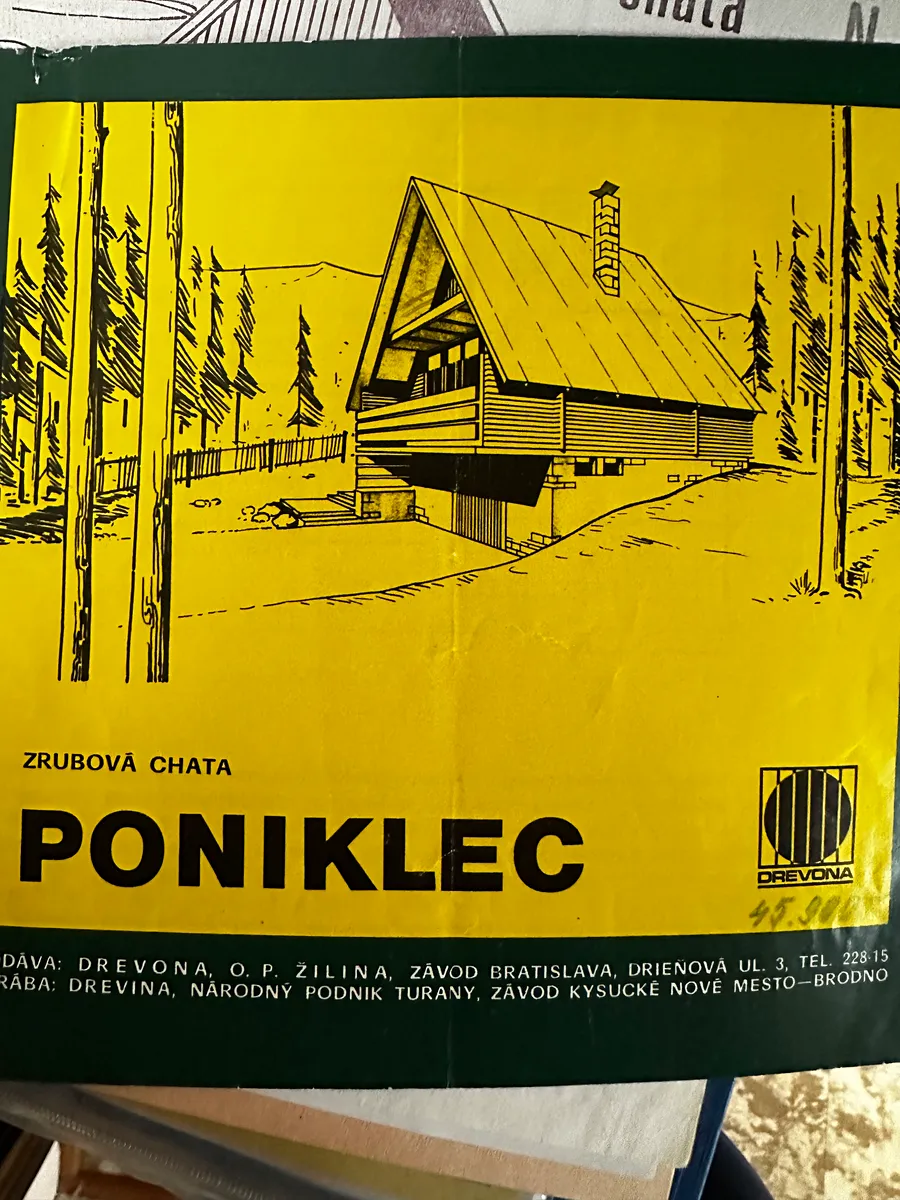 chata
N
ZRUBOVÁ CHATA
PONIKLEC
DREVONA
DÁVA: DREVONA, O. P. ŽILINA, ZÁVOD BRATISLAVA, DRIEŇOVÁ UL. 3, TEL. 228-15
RÁBA: DREVINA, NÁRODNÝ PODNIK TURANY, ZÁVOD KYSUCKÉ NOVÉ MESTO—BRODNO